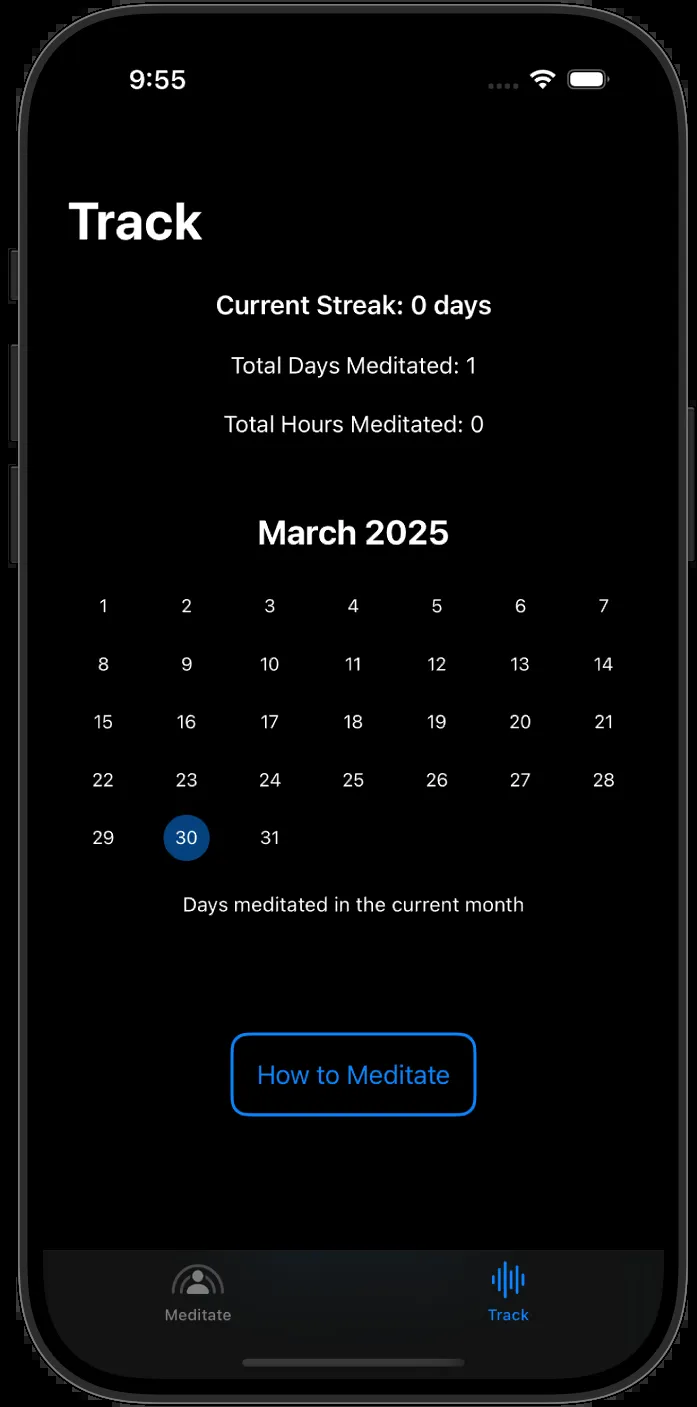 9:55
Track
Current Streak: 0 days
Total Days Meditated: 1
Total Hours Meditated: 0
March 2025
1 2 3 4 5 6 7
8 9 10 11 12 13 14
15 16 17 18 19 20 21
22 23 24 25 26 27 28
29 30 31
Days meditated in the current month
How to Meditate
Meditate Track